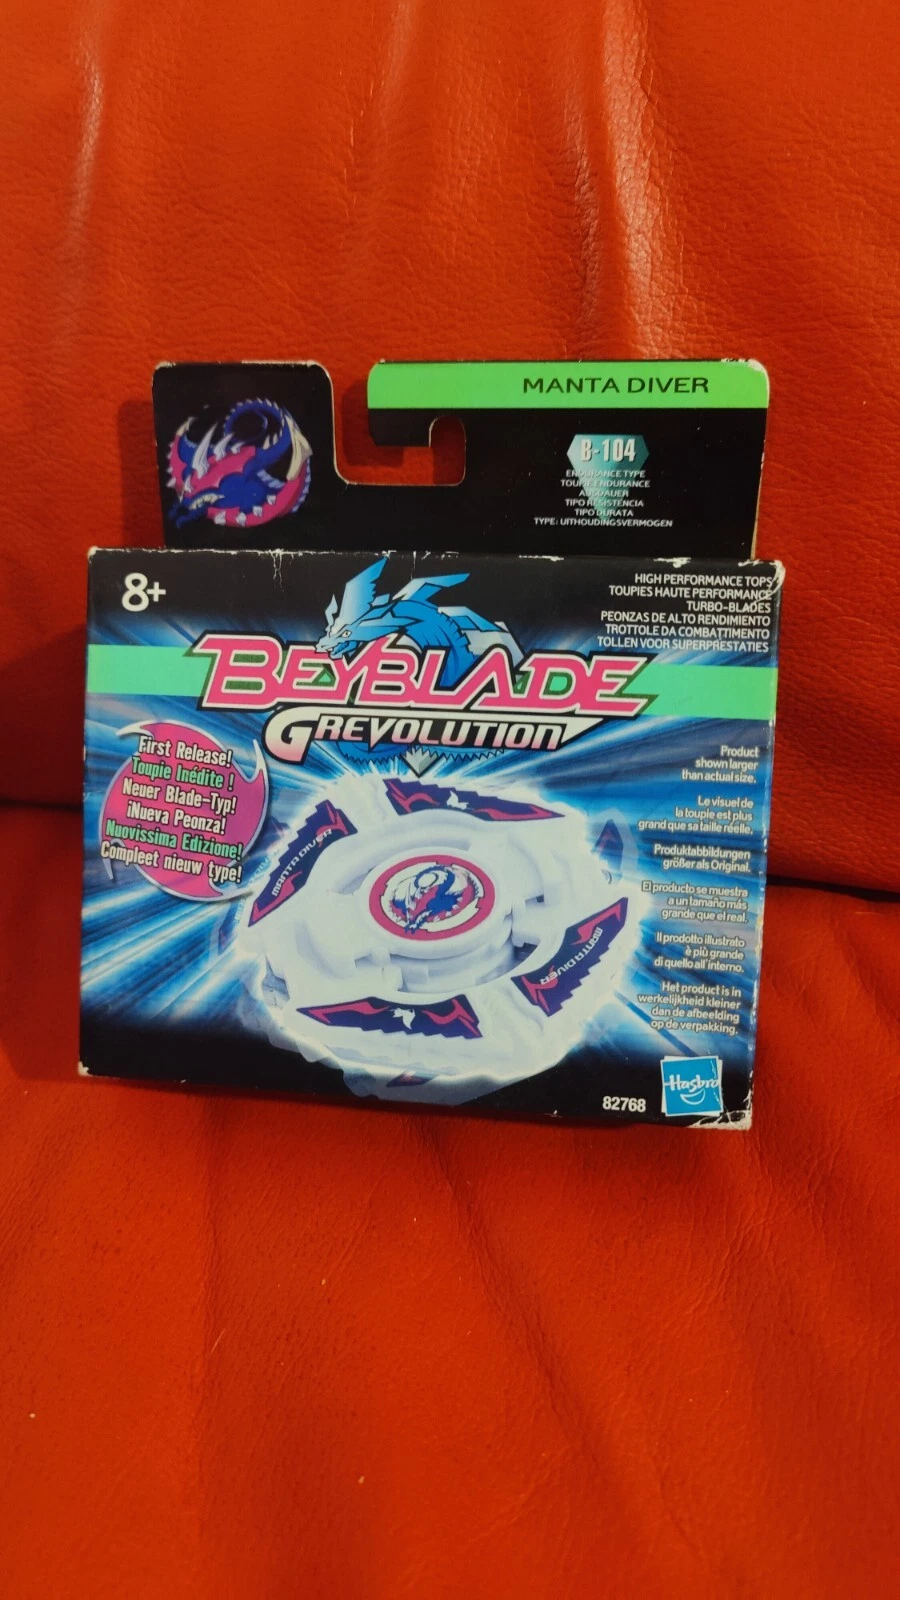 MANTA DIVER
B-104
ENDURANCE TYPE
TOUPIE ENDURANCE
AUSDAUER
TIPO RESISTENCIA
TIPO DURATA
TYPE: UITHOUDINGSVERMOGEN
8+
HIGH PERFORMANCE TOPS
TOUPIES HAUTE PERFORMANCE
TURBO-BLADES
PEONZAS DE ALTO RENDIMIENTO
TROTTOLE DA COMBATTIMENTO
TOLLEN VOOR SUPERPRESTATIES
BEYBLADE
G REVOLUTION
First Release!
Toupie Inédite !
Neuer Blade-Typ!
¡Nueva Peonza!
Nuovissima Edizione!
Compleet nieuw type!
Product
shown larger
than actual size.
Le visuel de
la toupie est plus
grand que sa taille réelle.
Produktabbildungen
größer als Original.
El producto se muestra
a un tamaño más
grande que el real.
Il prodotto illustrato
è più grande
di quello all'interno.
Het product is in
werkelijkheid kleiner
dan de afbeelding
op de verpakking.
MANTA DIVER
MANTA DIVER
82768
Hasbro